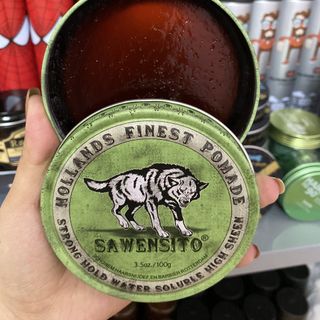 HOLLANDS FINEST POMADE
SAWENSITO®
3.5oz./100g
STRONG HOLD WATER SOLUBLE HIGH SHEEN